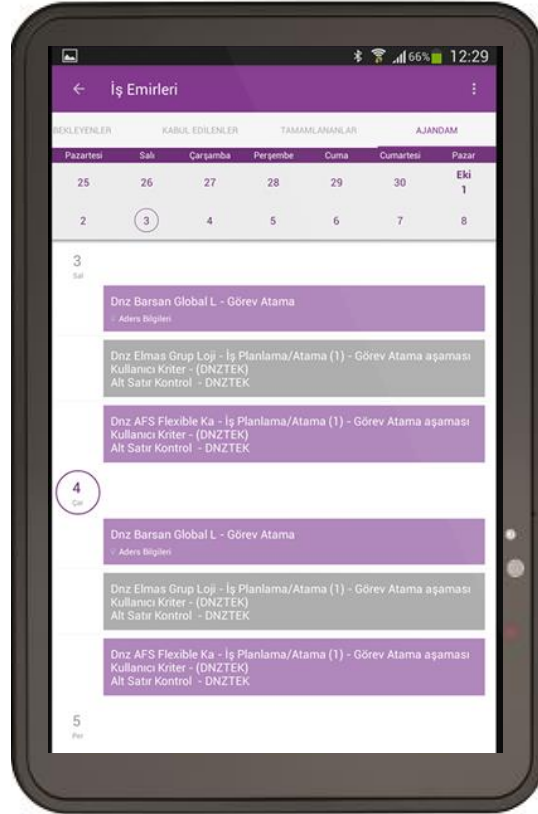 66% 12:29
İş Emirleri
BEKLEYENLER KABUL EDİLENLER TAMAMLANANLAR AJANDAM
Pazartesi Salı Çarşamba Perşembe Cuma Cumartesi Pazar
25 26 27 28 29 30 Eki 1
2 3 4 5 6 7 8
3
Sal
Dnz Barsan Global L - Görev Atama
Aders Bilgileri
Dnz Elmas Grup Loji - İş Planlama/Atama (1) - Görev Atama aşaması
Kullanıcı Kriter - (DNZTEK)
Alt Satır Kontrol - DNZTEK
Dnz AFS Flexible Ka - İş Planlama/Atama (1) - Görev Atama aşaması
Kullanıcı Kriter - (DNZTEK)
Alt Satır Kontrol - DNZTEK
4
Çar
Dnz Barsan Global L - Görev Atama
Aders Bilgileri
Dnz Elmas Grup Loji - İş Planlama/Atama (1) - Görev Atama aşaması
Kullanıcı Kriter - (DNZTEK)
Alt Satır Kontrol - DNZTEK
Dnz AFS Flexible Ka - İş Planlama/Atama (1) - Görev Atama aşaması
Kullanıcı Kriter - (DNZTEK)
Alt Satır Kontrol - DNZTEK
5
Per